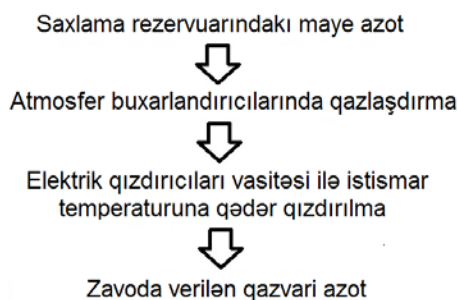 Saxlama rezervuarındakı maye azot
Atmosfer buxarlandırıcılarında qazlaşdırma
Elektrik qızdırıcıları vasitəsi ilə istismar
temperaturuna qədər qızdırılma
Zavoda verilən qazvari azot